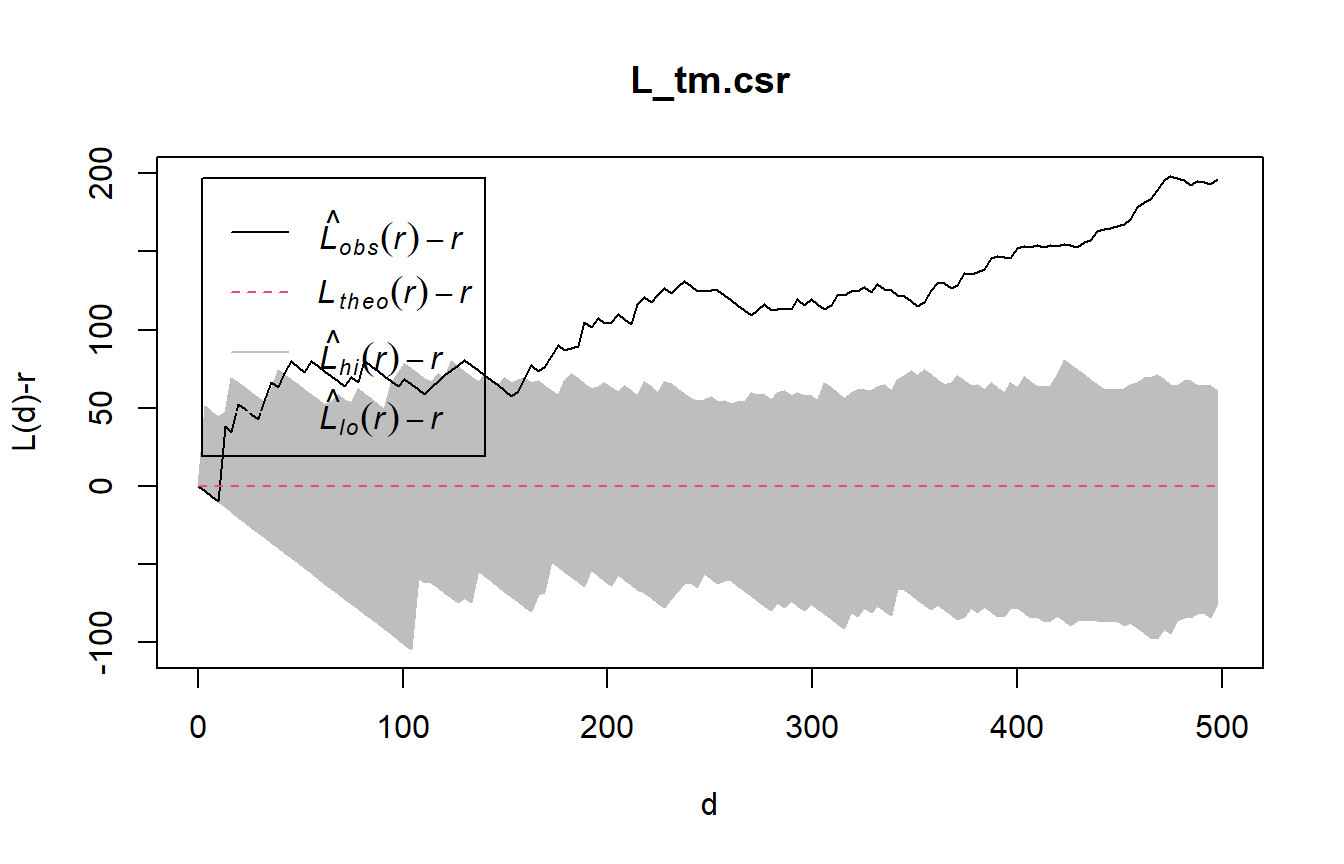 L_tm.csr
L(d)-r
200
100
50
0
-100
L̂obs(r) − r
Ltheo(r) − r
L̂hi(r) − r
L̂lo(r) − r
0 100 200 300 400 500
d